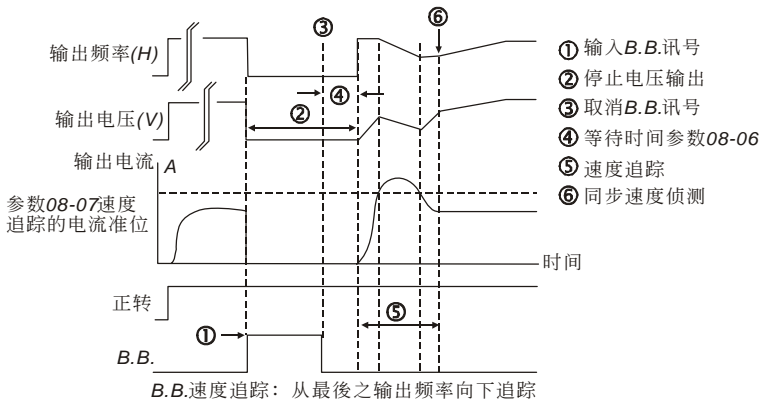 ③
⑥
输出频率(H)
④
②
输出电压(V)
输出电流 A
参数08-07速度
追踪的电流准位
时间
正转
⑤
①
B.B.
①输入B.B.讯号
②停止电压输出
③取消B.B.讯号
④等待时间参数08-06
⑤速度追踪
⑥同步速度侦测
B.B.速度追踪：从最後之输出频率向下追踪